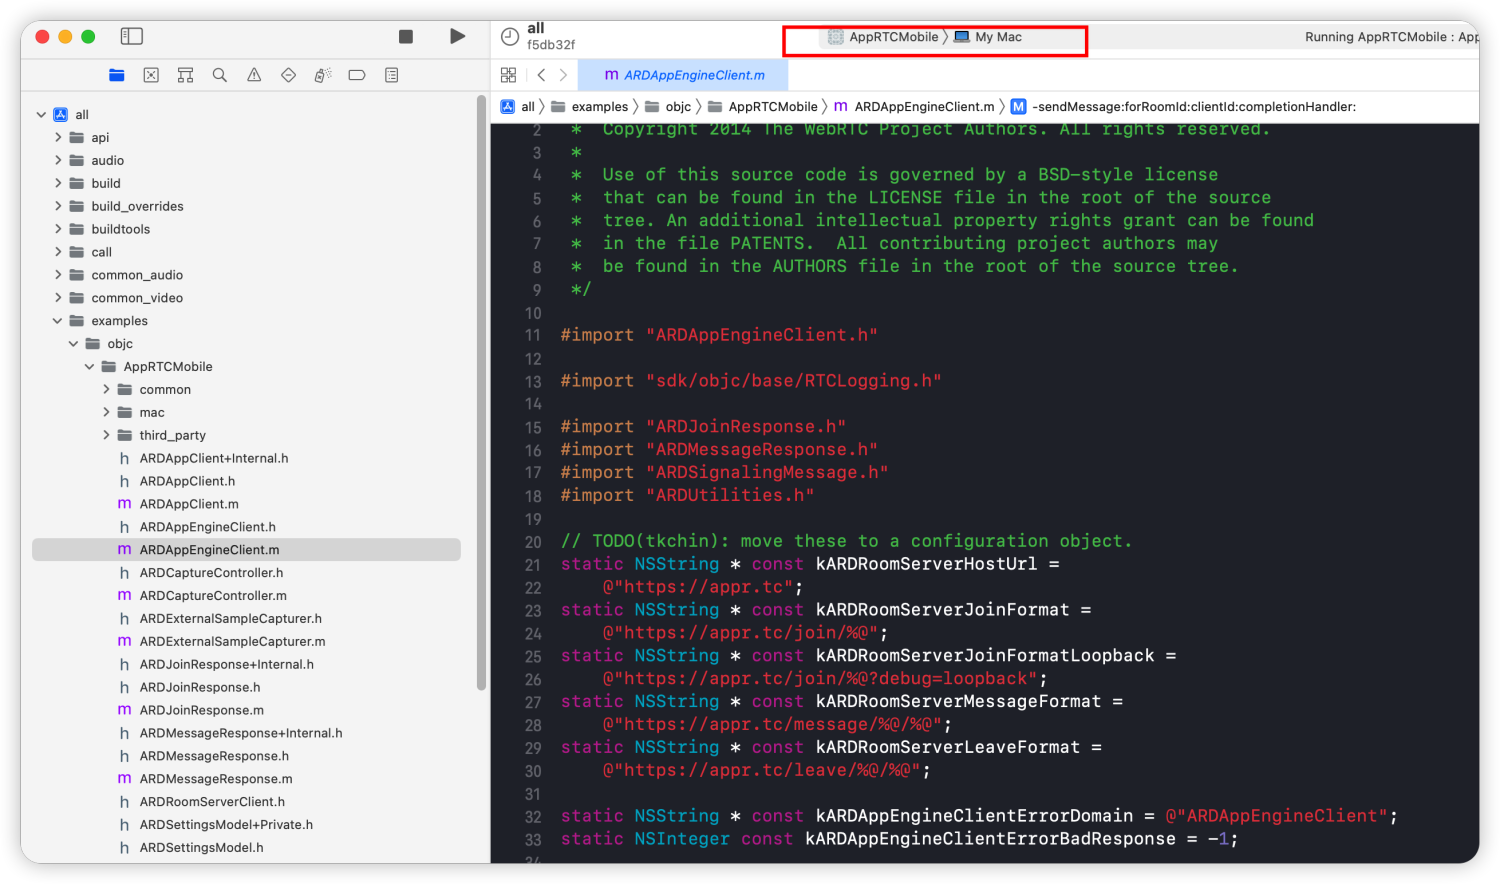 all
f5db32f
AppRTCMobile
My Mac
Running AppRTCMobile : App
m ARDAppEngineClient.m
all
examples
objc
AppRTCMobile
m ARDAppEngineClient.m
M -sendMessage:forRoomId:clientId:completionHandler:
all
api
audio
build
build_overrides
buildtools
call
common_audio
common_video
examples
objc
AppRTCMobile
common
mac
third_party
h ARDAppClient+Internal.h
h ARDAppClient.h
m ARDAppClient.m
h ARDAppEngineClient.h
m ARDAppEngineClient.m
h ARDCaptureController.h
m ARDCaptureController.m
h ARDExternalSampleCapturer.h
m ARDExternalSampleCapturer.m
h ARDJoinResponse+Internal.h
h ARDJoinResponse.h
m ARDJoinResponse.m
h ARDMessageResponse+Internal.h
h ARDMessageResponse.h
m ARDMessageResponse.m
h ARDRoomServerClient.h
h ARDSettingsModel+Private.h
h ARDSettingsModel.h
2 * Copyright 2014 The WebRTC Project Authors. All rights reserved.
3 *
4 * Use of this source code is governed by a BSD-style license
5 * that can be found in the LICENSE file in the root of the source
6 * tree. An additional intellectual property rights grant can be found
7 * in the file PATENTS.  All contributing project authors may
8 * be found in the AUTHORS file in the root of the source tree.
9 */
10
11 #import "ARDAppEngineClient.h"
12
13 #import "sdk/objc/base/RTCLogging.h"
14
15 #import "ARDJoinResponse.h"
16 #import "ARDMessageResponse.h"
17 #import "ARDSignalingMessage.h"
18 #import "ARDUtilities.h"
19
20 // TODO(tkchin): move these to a configuration object.
21 static NSString * const kARDRoomServerHostUrl =
22 @"https://appr.tc";
23 static NSString * const kARDRoomServerJoinFormat =
24 @"https://appr.tc/join/%@";
25 static NSString * const kARDRoomServerJoinFormatLoopback =
26 @"https://appr.tc/join/%@?debug=loopback";
27 static NSString * const kARDRoomServerMessageFormat =
28 @"https://appr.tc/message/%@/%@";
29 static NSString * const kARDRoomServerLeaveFormat =
30 @"https://appr.tc/leave/%@/%@";
31
32 static NSString * const kARDAppEngineClientErrorDomain = @"ARDAppEngineClient";
33 static NSInteger const kARDAppEngineClientErrorBadResponse = -1;
34